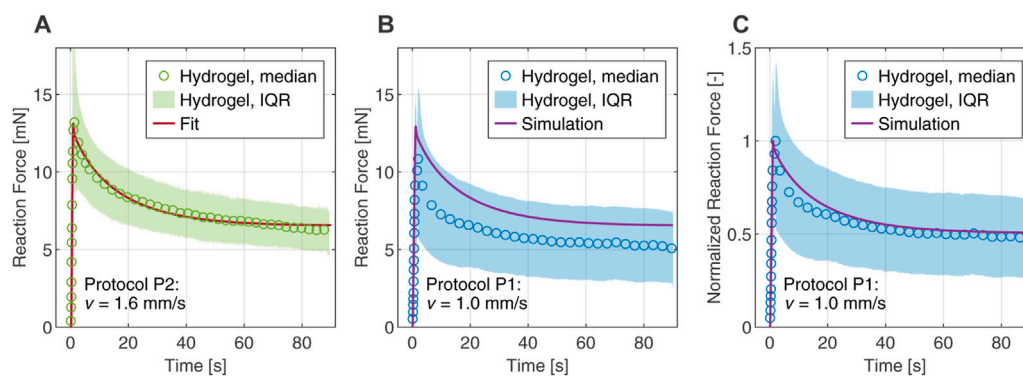 A
Reaction Force [mN]
15
10
5
0
Hydrogel, median
Hydrogel, IQR
Fit
Protocol P2:
v = 1.6 mm/s
0 20 40 60 80
Time [s]
B
Reaction Force [mN]
15
10
5
0
Hydrogel, median
Hydrogel, IQR
Simulation
Protocol P1:
v = 1.0 mm/s
0 20 40 60 80
Time [s]
C
Normalized Reaction Force [-]
1.5
1
0.5
0
Hydrogel, median
Hydrogel, IQR
Simulation
Protocol P1:
v = 1.0 mm/s
0 20 40 60 80
Time [s]